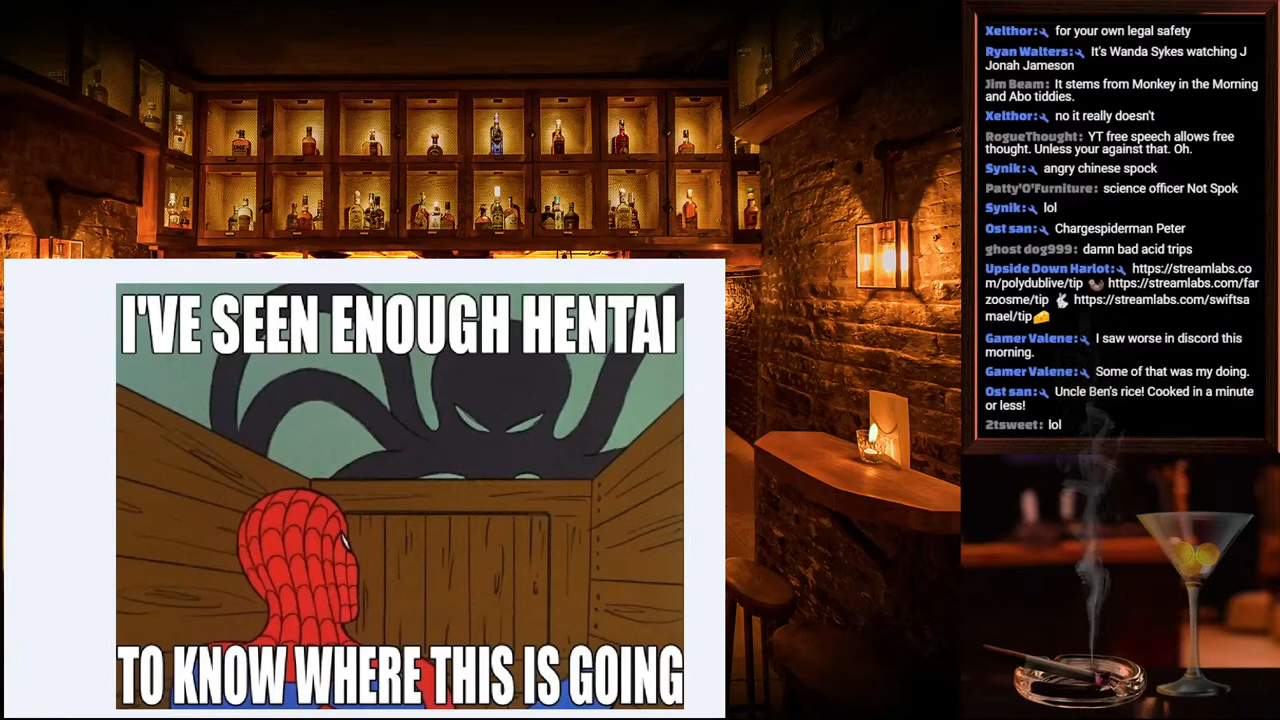 I'VE SEEN ENOUGH HENTAI
TO KNOW WHERE THIS IS GOING
Xelthor: for your own legal safety
Ryan Walters: It's Wanda Sykes watching J
Jonah Jameson
Jim Beam: It stems from Monkey in the Morning
and Abo tiddies.
Xelthor: no it really doesn't
RogueThought: YT free speech allows free
thought. Unless your against that. Oh.
Synik: angry chinese spock
Patty'O'Furniture: science officer Not Spok
Synik: lol
Ost san: Chargespiderman Peter
ghost dog999: damn bad acid trips
Upside Down Harlot: https://streamlabs.co
m/polydublive/tip https://streamlabs.com/far
zoosme/tip https://streamlabs.com/swiftsa
mael/tip
Gamer Valene: I saw worse in discord this
morning.
Gamer Valene: Some of that was my doing.
Ost san: Uncle Ben's rice! Cooked in a minute
or less!
2tsweet: lol